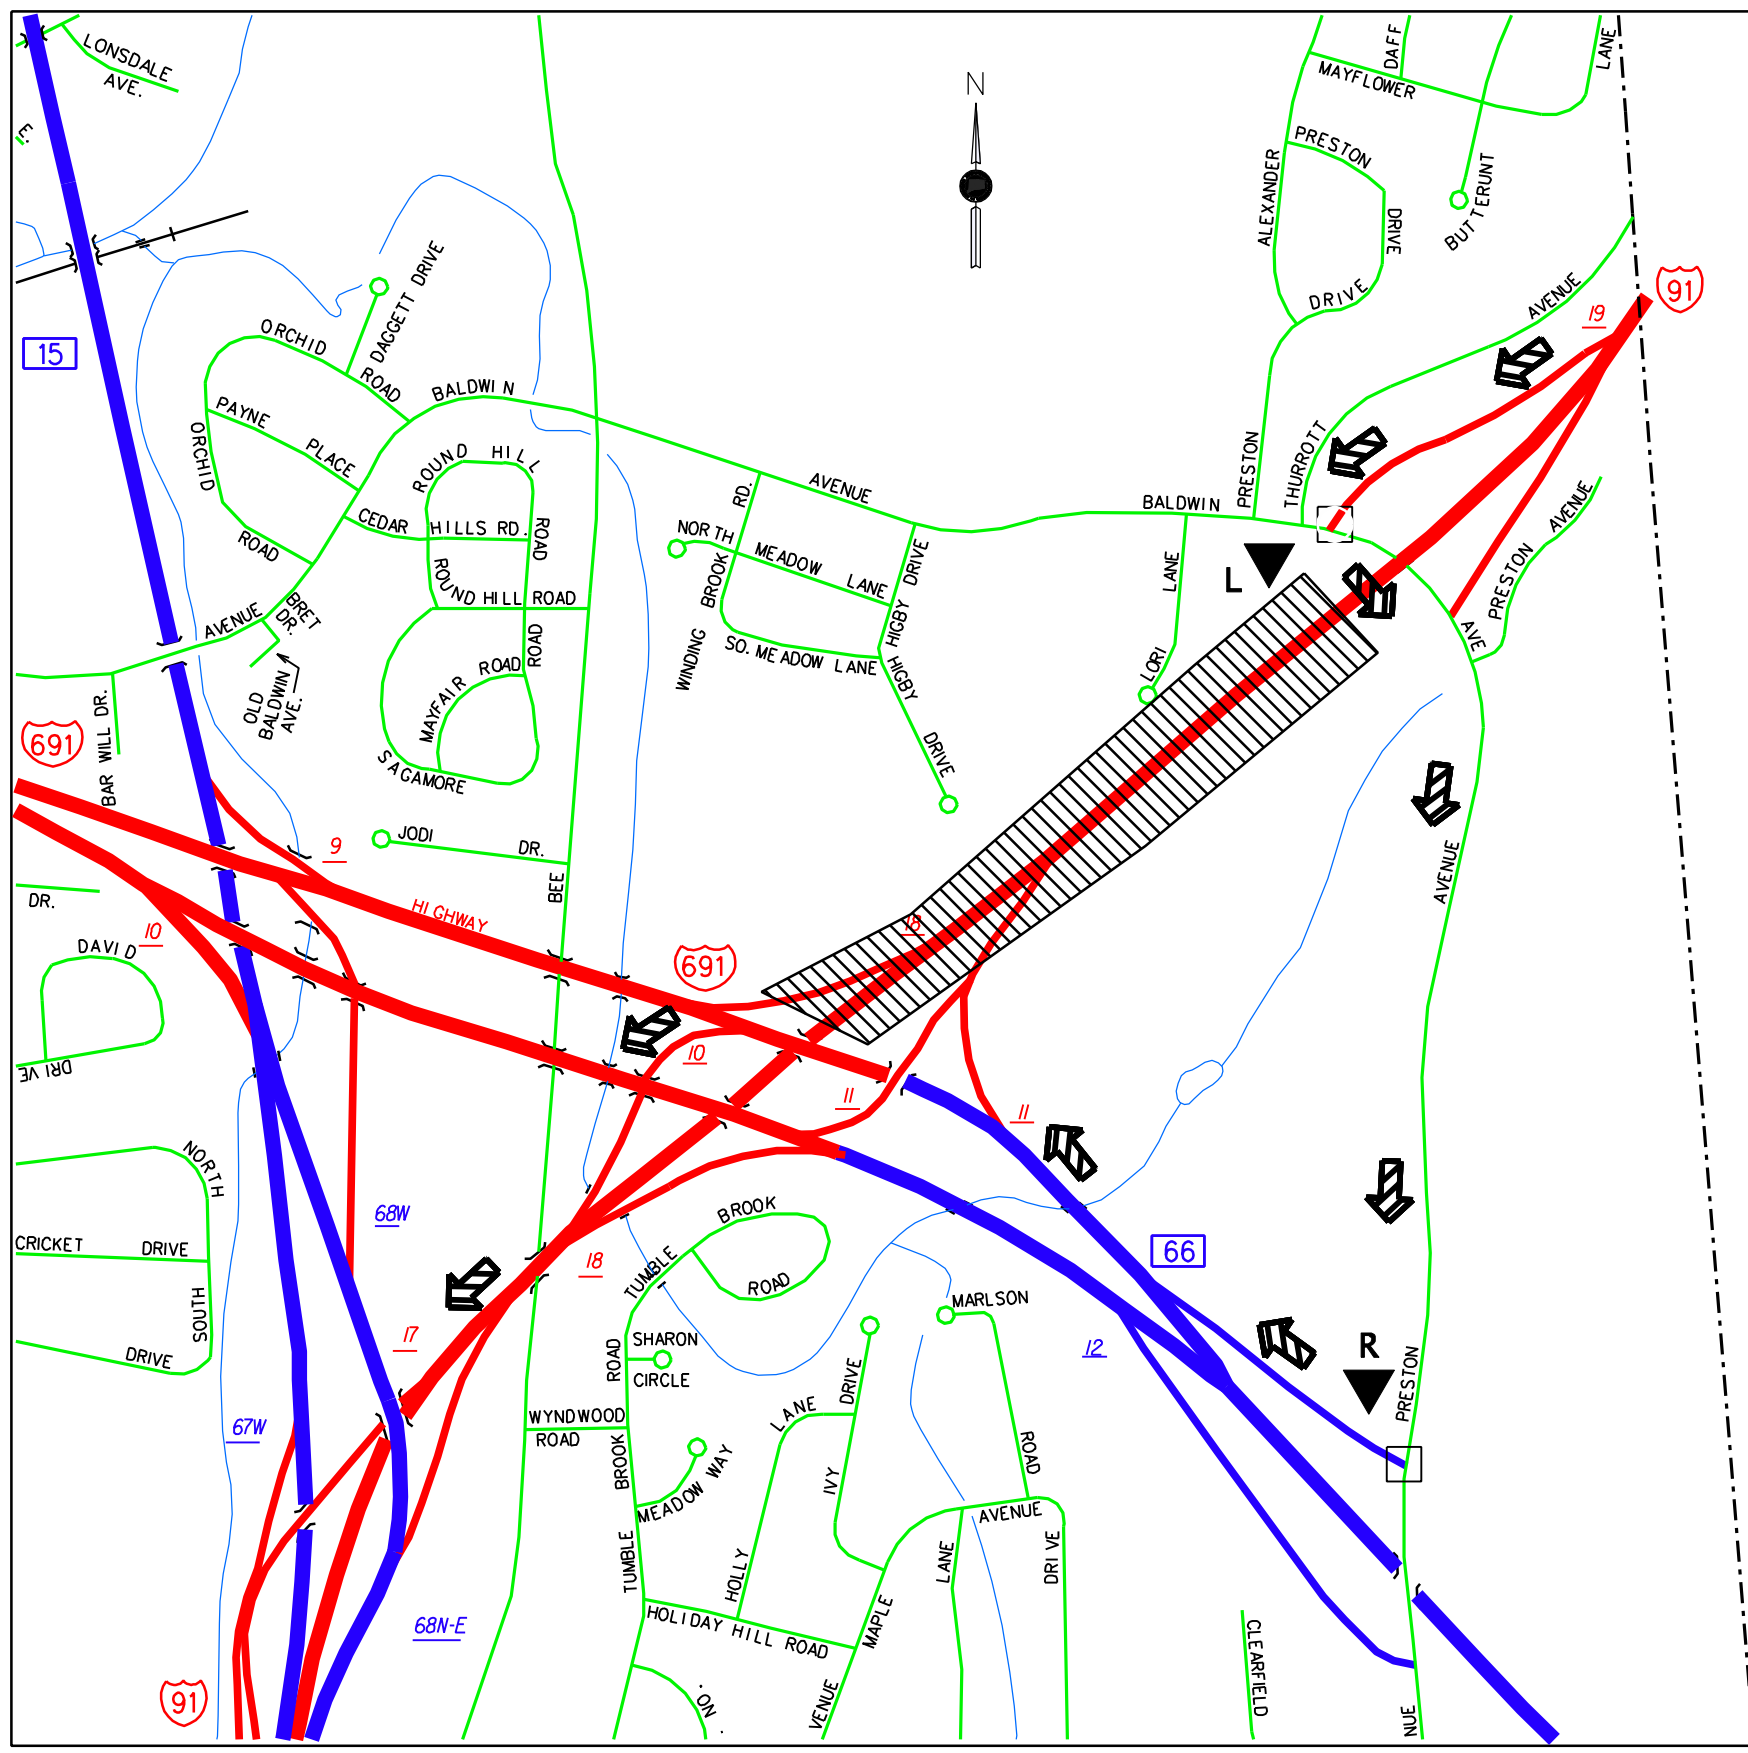 LONSDALE
AVE.
E.
N
MAYFLOWER
DAFF
LANE
PRESTON
DRIVE
DRIVE
ALEXANDER
BUTTERUNT
AVENUE
19
91
15
ORCHID
ROAD
DAGGETT DRIVE
PAYNE
PLACE
ORCHID
ROAD
BALDWIN
ROUND HILL
ROAD
CEDAR
HILLS RD.
ROUND HILL ROAD
ROAD
MAYFAIR ROAD
SAGAMORE
AVENUE
BRET
DR.
OLD
BALDWIN
AVE.
BAR WILL DR.
691
RD.
AVENUE
NORTH
MEADOW
LANE
BROOK
WINDING
SO. MEADOW LANE
DRIVE
HIGBY
HIGBY
DRIVE
BALDWIN
PRESTON
THURROTT
LANE
LORI
L
PRESTON
AVENUE
AVE
9
JODI
DR.
BEE
HIGHWAY
691
18
AVENUE
DR.
10
DAVID
DRIVE
10
11
11
NORTH
68W
CRICKET
DRIVE
SOUTH
DRIVE
BROOK
TUMBLE
ROAD
18
66
17
SHARON
CIRCLE
ROAD
MARLSON
12
R
PRESTON
67W
WYNDWOOD
ROAD
BROOK
MEADOW WAY
LANE
DRIVE
IVY
ROAD
AVENUE
TUMBLE
HOLLY
LANE
DRIVE
MAPLE
HOLIDAY HILL ROAD
68N-E
CLEARFIELD
91
NO.
VENUE
NUE